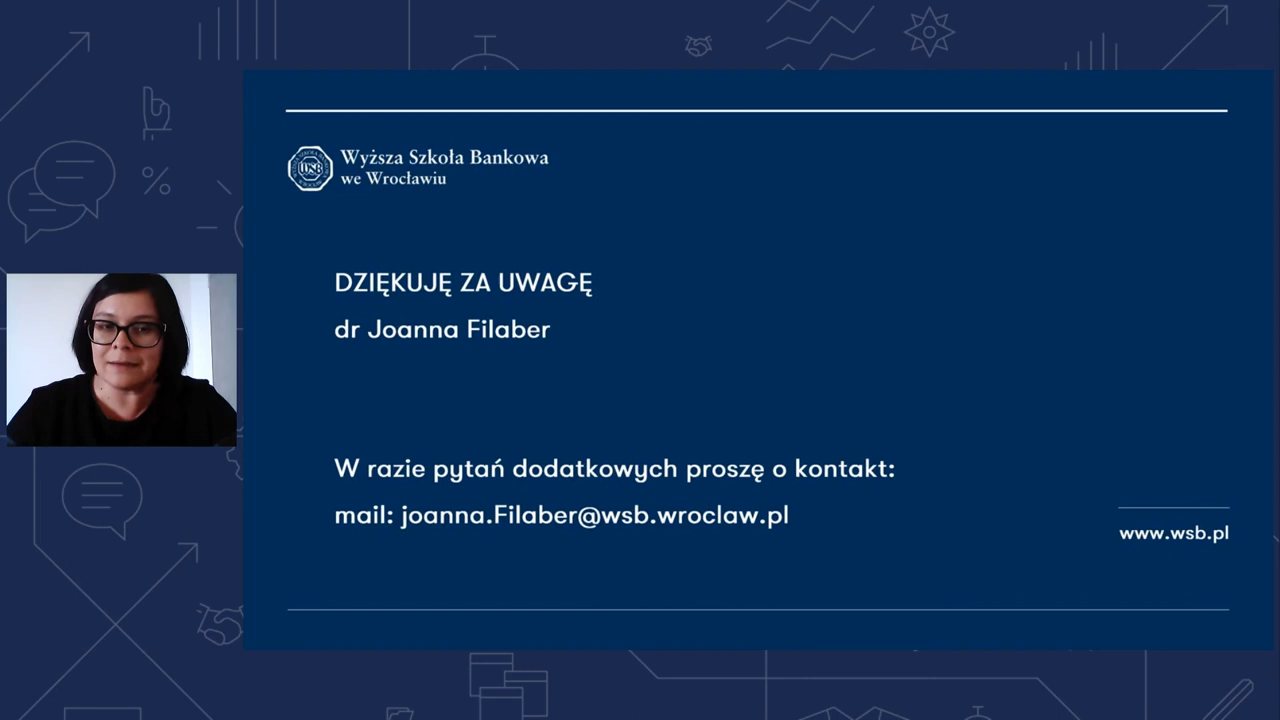 Wyższa Szkoła Bankowa
we Wrocławiu
WSB
DZIĘKUJĘ ZA UWAGĘ
dr Joanna Filaber
W razie pytań dodatkowych proszę o kontakt:
mail: joanna.Filaber@wsb.wroclaw.pl
www.wsb.pl
%